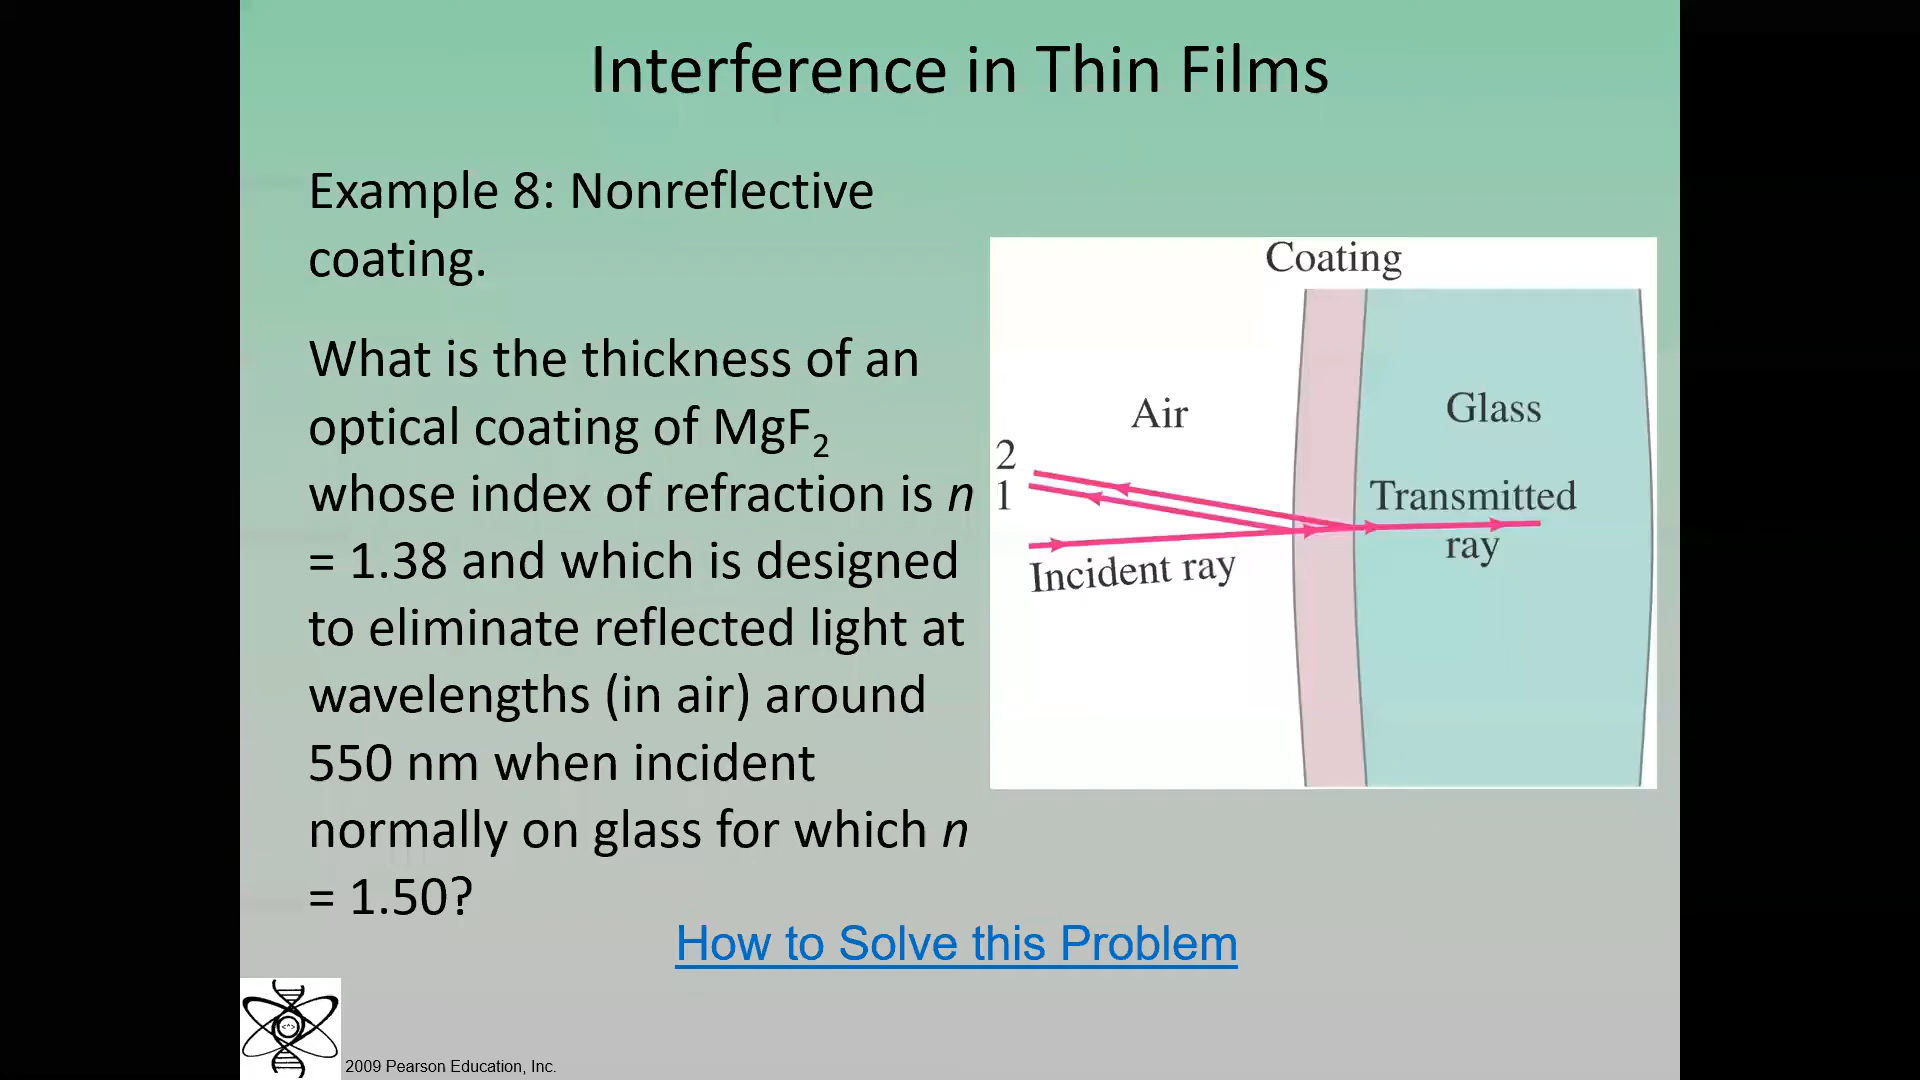 Interference in Thin Films
Example 8: Nonreflective
coating.
What is the thickness of an
optical coating of MgF₂
whose index of refraction is n
= 1.38 and which is designed
to eliminate reflected light at
wavelengths (in air) around
550 nm when incident
normally on glass for which n
= 1.50?
Coating
Air
Glass
2
1
Transmitted
ray
Incident ray
How to Solve this Problem
2009 Pearson Education, Inc.